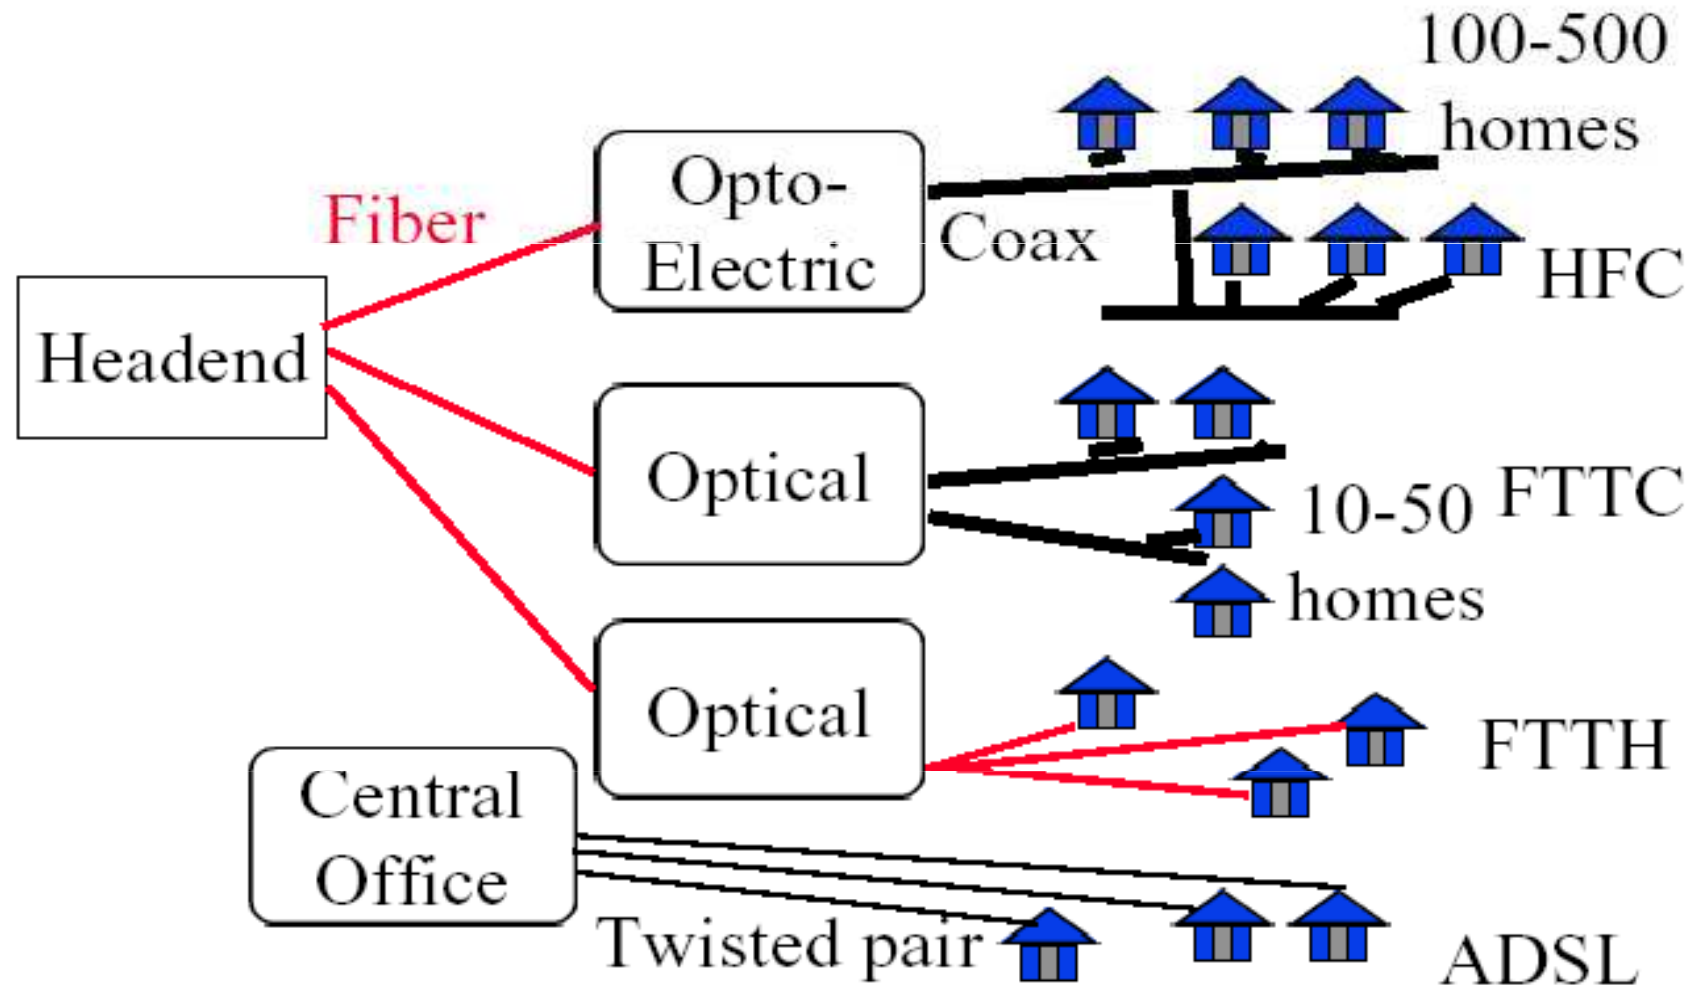 100-500
homes
Fiber
Opto-
Electric
Coax
HFC
Headend
Optical
FTTC
10-50
homes
Optical
FTTH
Central
Office
Twisted pair
ADSL